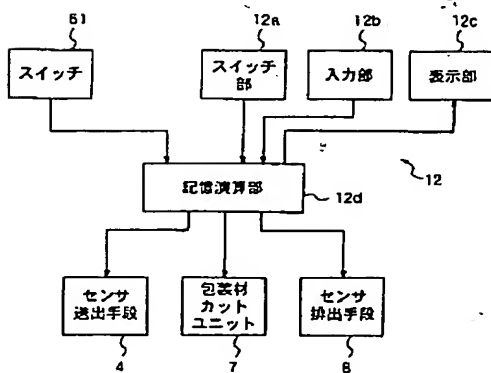 61
12a
12b
12c
スイッチ
スイッチ
部
入力部
表示部
12
記憶演算部
12d
センサ
送出手段
包装材
カット
ユニット
センサ
排出手段
4
7
8